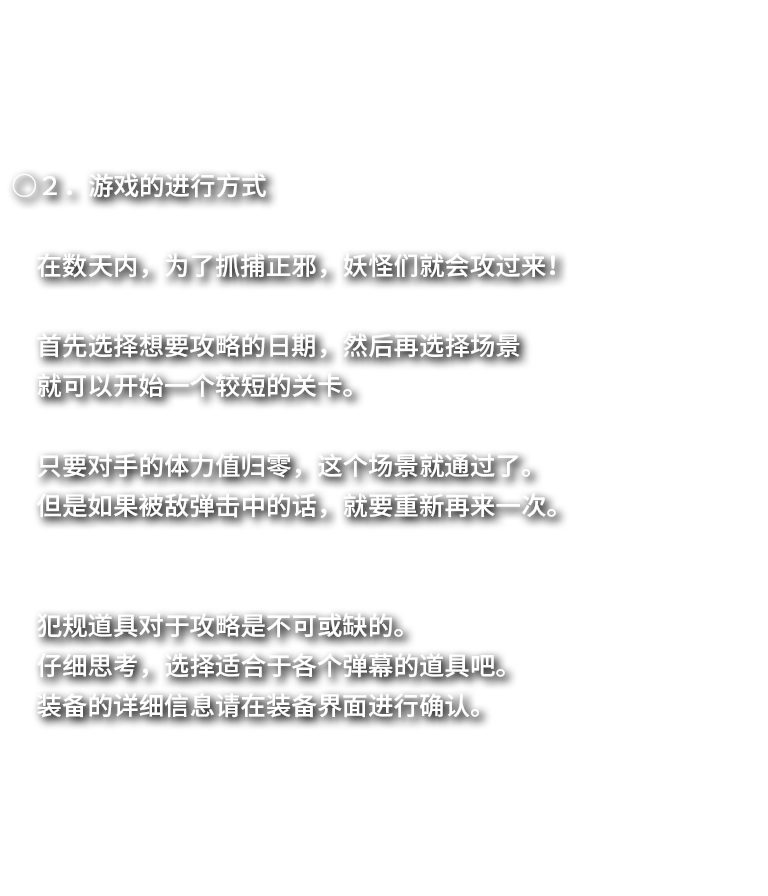 ○２．游戏的进行方式
在数天内，为了抓捕正邪，妖怪们就会攻过来！
首先选择想要攻略的日期，然后再选择场景
就可以开始一个较短的关卡。
只要对手的体力值归零，这个场景就通过了。
但是如果被敌弹击中的话，就要重新再来一次。
犯规道具对于攻略是不可或缺的。
仔细思考，选择适合于各个弹幕的道具吧。
装备的详细信息请在装备界面进行确认。